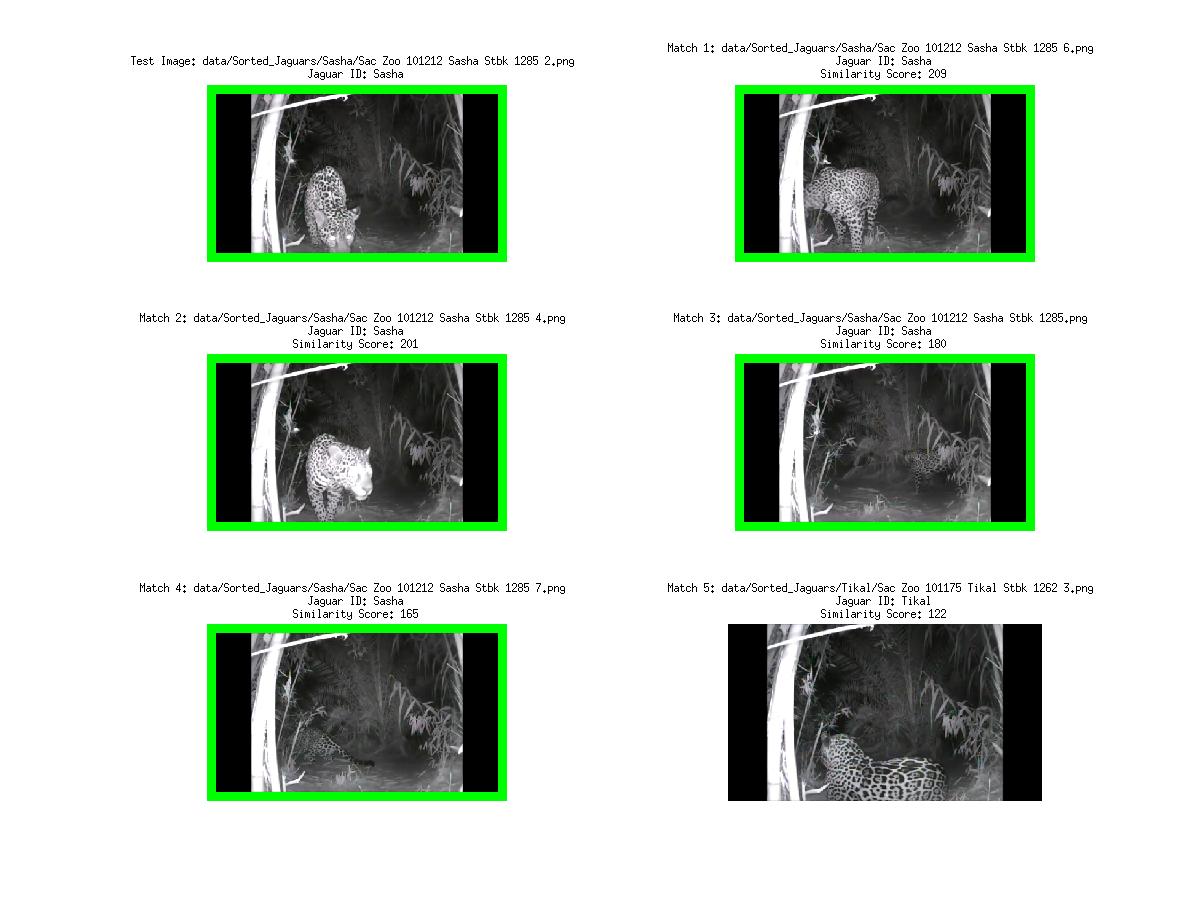 Test Image: data/Sorted_Jaguars/Sasha/Sac Zoo 101212 Sasha Stbk 1285 2.png
Jaguar ID: Sasha
Match 1: data/Sorted_Jaguars/Sasha/Sac Zoo 101212 Sasha Stbk 1285 6.png
Jaguar ID: Sasha
Similarity Score: 209
Match 2: data/Sorted_Jaguars/Sasha/Sac Zoo 101212 Sasha Stbk 1285 4.png
Jaguar ID: Sasha
Similarity Score: 201
Match 3: data/Sorted_Jaguars/Sasha/Sac Zoo 101212 Sasha Stbk 1285.png
Jaguar ID: Sasha
Similarity Score: 180
Match 4: data/Sorted_Jaguars/Sasha/Sac Zoo 101212 Sasha Stbk 1285 7.png
Jaguar ID: Sasha
Similarity Score: 165
Match 5: data/Sorted_Jaguars/Tikal/Sac Zoo 101175 Tikal Stbk 1262 3.png
Jaguar ID: Tikal
Similarity Score: 122